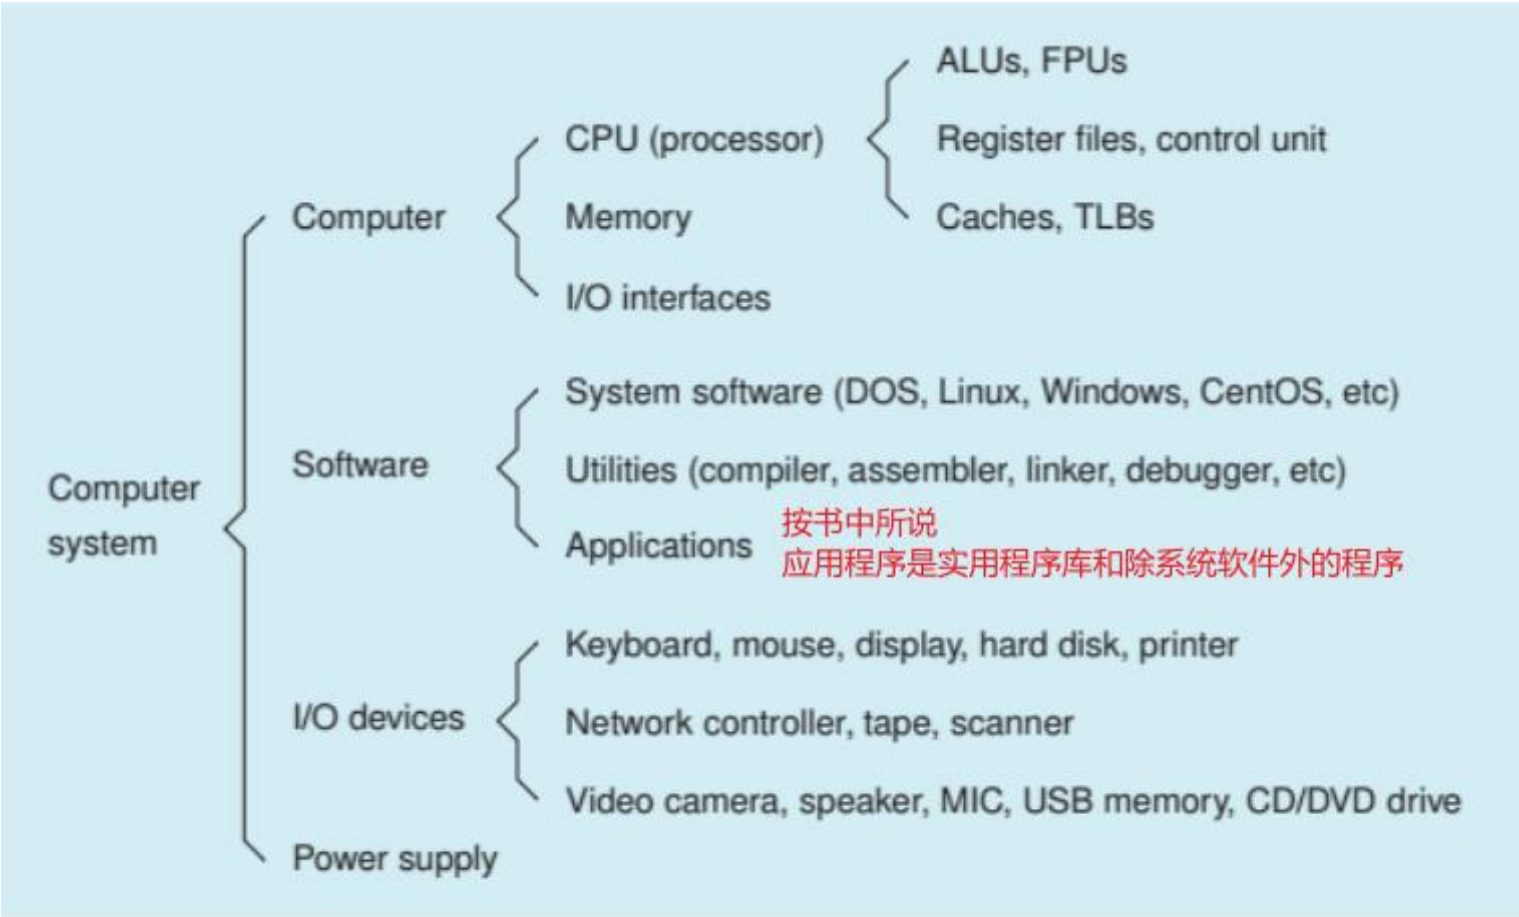 ALUs, FPUs
CPU (processor)
Register files, control unit
Computer
Memory
Caches, TLBs
I/O interfaces
System software (DOS, Linux, Windows, CentOS, etc)
Software
Utilities (compiler, assembler, linker, debugger, etc)
Computer
system
Applications
按书中所说
应用程序是实用程序库和除系统软件外的程序
Keyboard, mouse, display, hard disk, printer
I/O devices
Network controller, tape, scanner
Video camera, speaker, MIC, USB memory, CD/DVD drive
Power supply